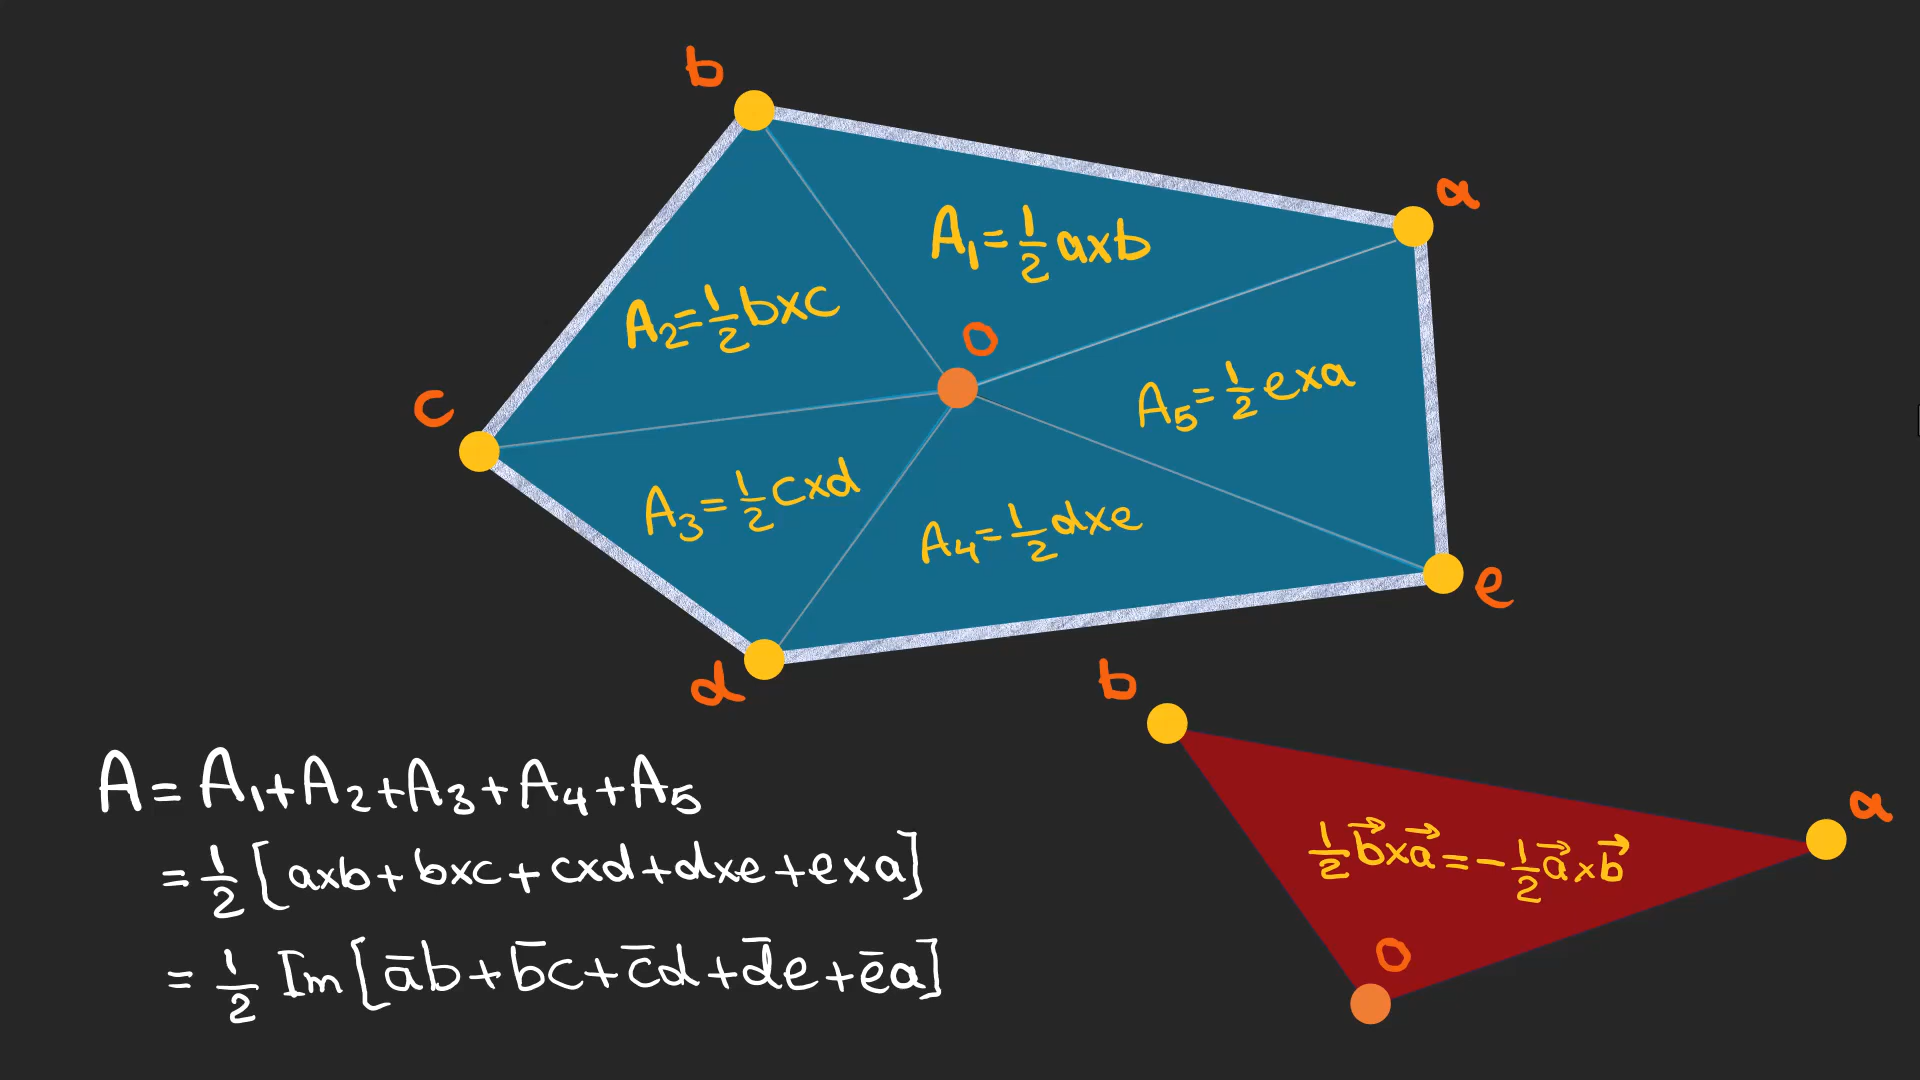 b
a
A₁=½axb
A₂=½bxc
O
A₅=½exa
c
A₃=½cxd
A₄=½dxe
e
d
b
A=A₁+A₂+A₃+A₄+A₅
a
=½[axb+bxc+cxd+dxe+exa]
½b⃗xa⃗=-½a⃗xb⃗
O
=½ Im[āb+b̄c+c̄d+d̄e+ēa]